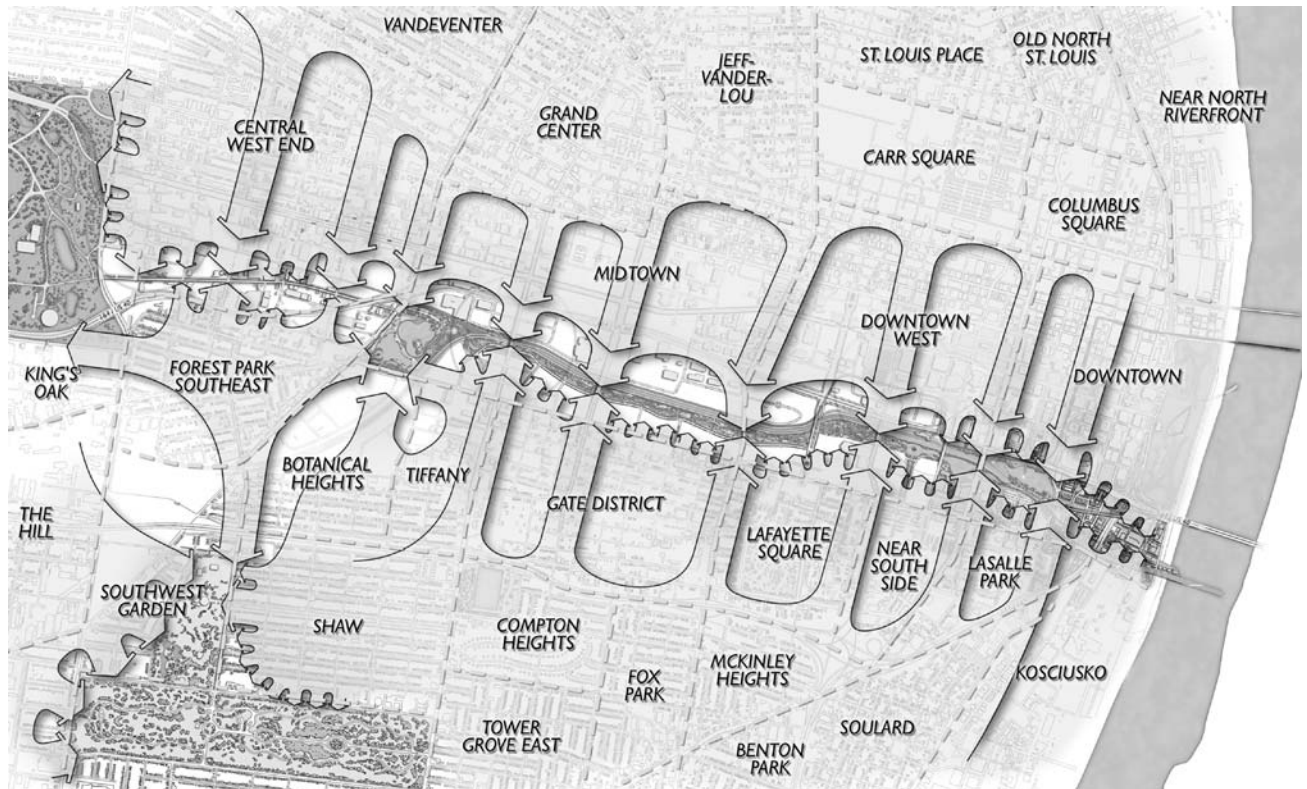 VANDEVENTER
OLD NORTH
ST. LOUIS
ST. LOUIS PLACE
JEFF-
VANDER-
LOU
NEAR NORTH
RIVERFRONT
GRAND
CENTER
CENTRAL
WEST END
CARR SQUARE
COLUMBUS
SQUARE
MIDTOWN
DOWNTOWN
WEST
DOWNTOWN
KING'S
OAK
FOREST PARK
SOUTHEAST
BOTANICAL
HEIGHTS
TIFFANY
GATE DISTRICT
THE
HILL
LAFAYETTE
SQUARE
NEAR
SOUTH
SIDE
LASALLE
PARK
SOUTHWEST
GARDEN
SHAW
COMPTON
HEIGHTS
FOX
PARK
MCKINLEY
HEIGHTS
KOSCIUSKO
TOWER
GROVE EAST
SOULARD
BENTON
PARK